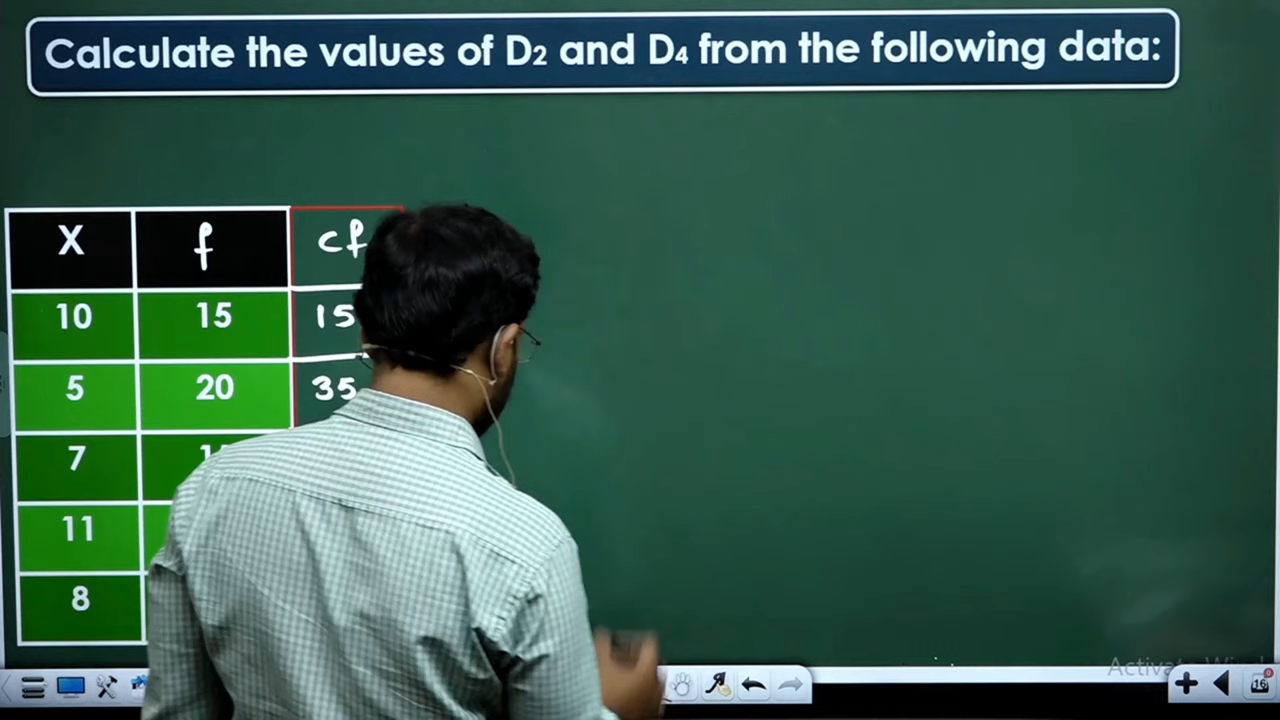 Calculate the values of D2 and D4 from the following data:
X f cf
10 15 15
5 20 35
7
11
8
16